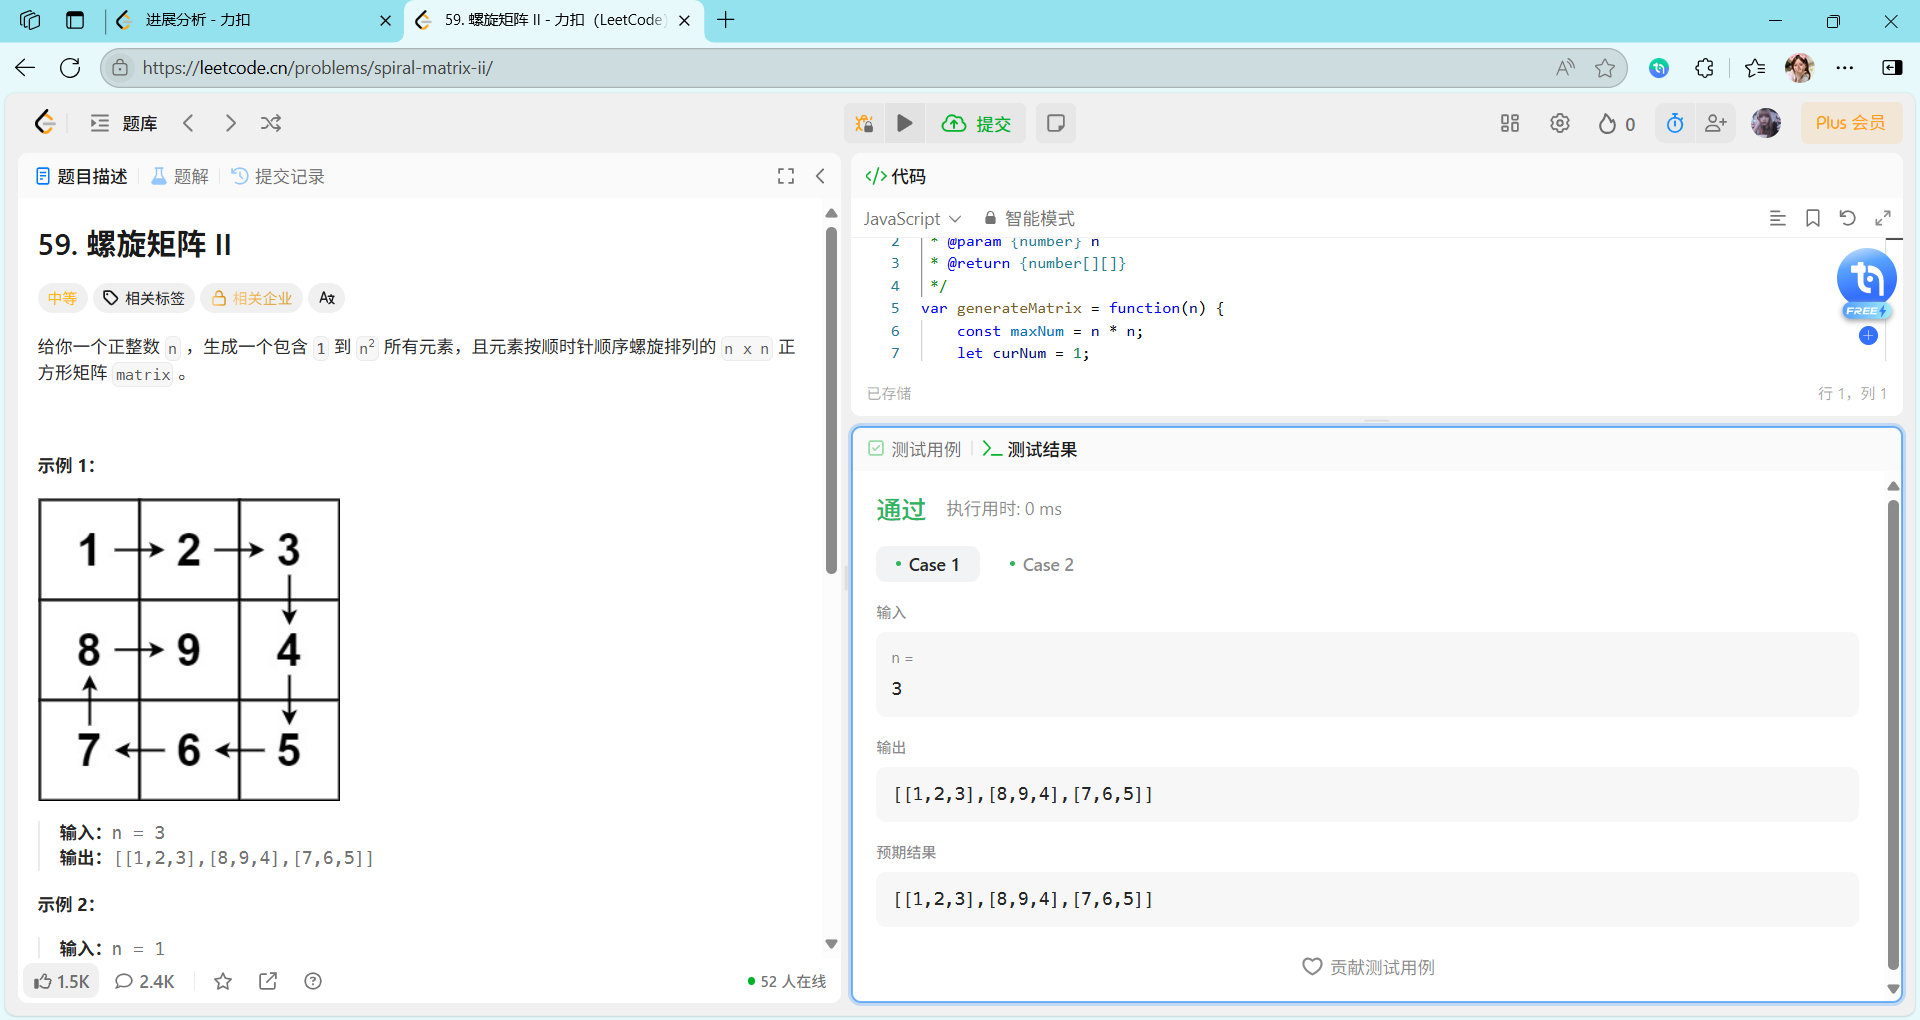 进展分析 - 力扣
59. 螺旋矩阵 II - 力扣（LeetCode）
https://leetcode.cn/problems/spiral-matrix-ii/
题库
提交
0
Plus 会员
题目描述
题解
提交记录
59. 螺旋矩阵 II
中等
相关标签
相关企业
给你一个正整数 n ，生成一个包含 1 到 n² 所有元素，且元素按顺时针顺序螺旋排列的 n x n 正
方形矩阵 matrix 。
示例 1：
1 2 3
8 9 4
7 6 5
输入：n = 3
输出：[[1,2,3],[8,9,4],[7,6,5]]
示例 2：
输入：n = 1
1.5K
2.4K
52 人在线
</> 代码
JavaScript
智能模式
2 * @param {number} n
3 * @return {number[][]}
4 */
5 var generateMatrix = function(n) {
6 const maxNum = n * n;
7 let curNum = 1;
FREE
已存储
行 1，列 1
测试用例
测试结果
通过
执行用时: 0 ms
Case 1
Case 2
输入
n =
3
输出
[[1,2,3],[8,9,4],[7,6,5]]
预期结果
[[1,2,3],[8,9,4],[7,6,5]]
贡献测试用例